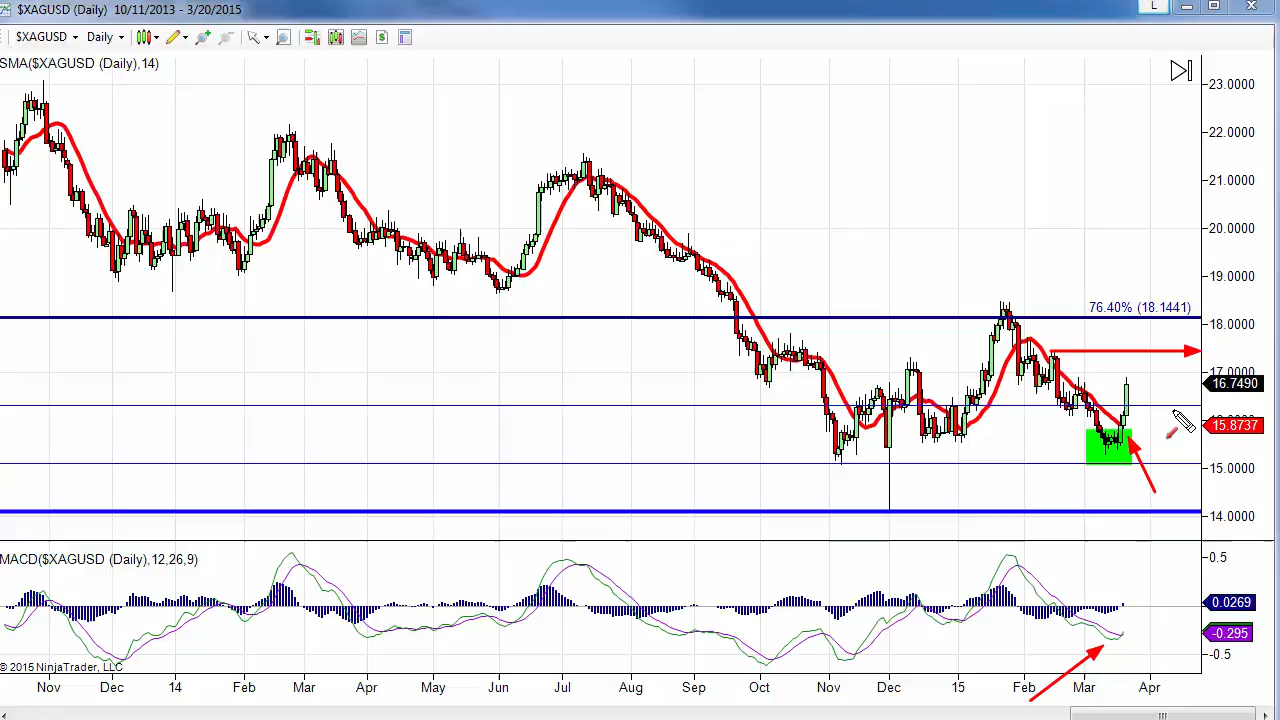 $XAGUSD (Daily) 10/11/2013 - 3/20/2015
L
$XAGUSD Daily
$
SMA($XAGUSD (Daily),14)
23.0000
22.0000
21.0000
20.0000
19.0000
76.40% (18.1441)
18.0000
17.0000
16.7490
15.8737
15.0000
14.0000
MACD($XAGUSD (Daily),12,26,9)
0.5
0.0269
-0.295
-0.5
© 2015 NinjaTrader, LLC
Nov Dec 14 Feb Mar Apr May Jun Jul Aug Sep Oct Nov Dec 15 Feb Mar Apr